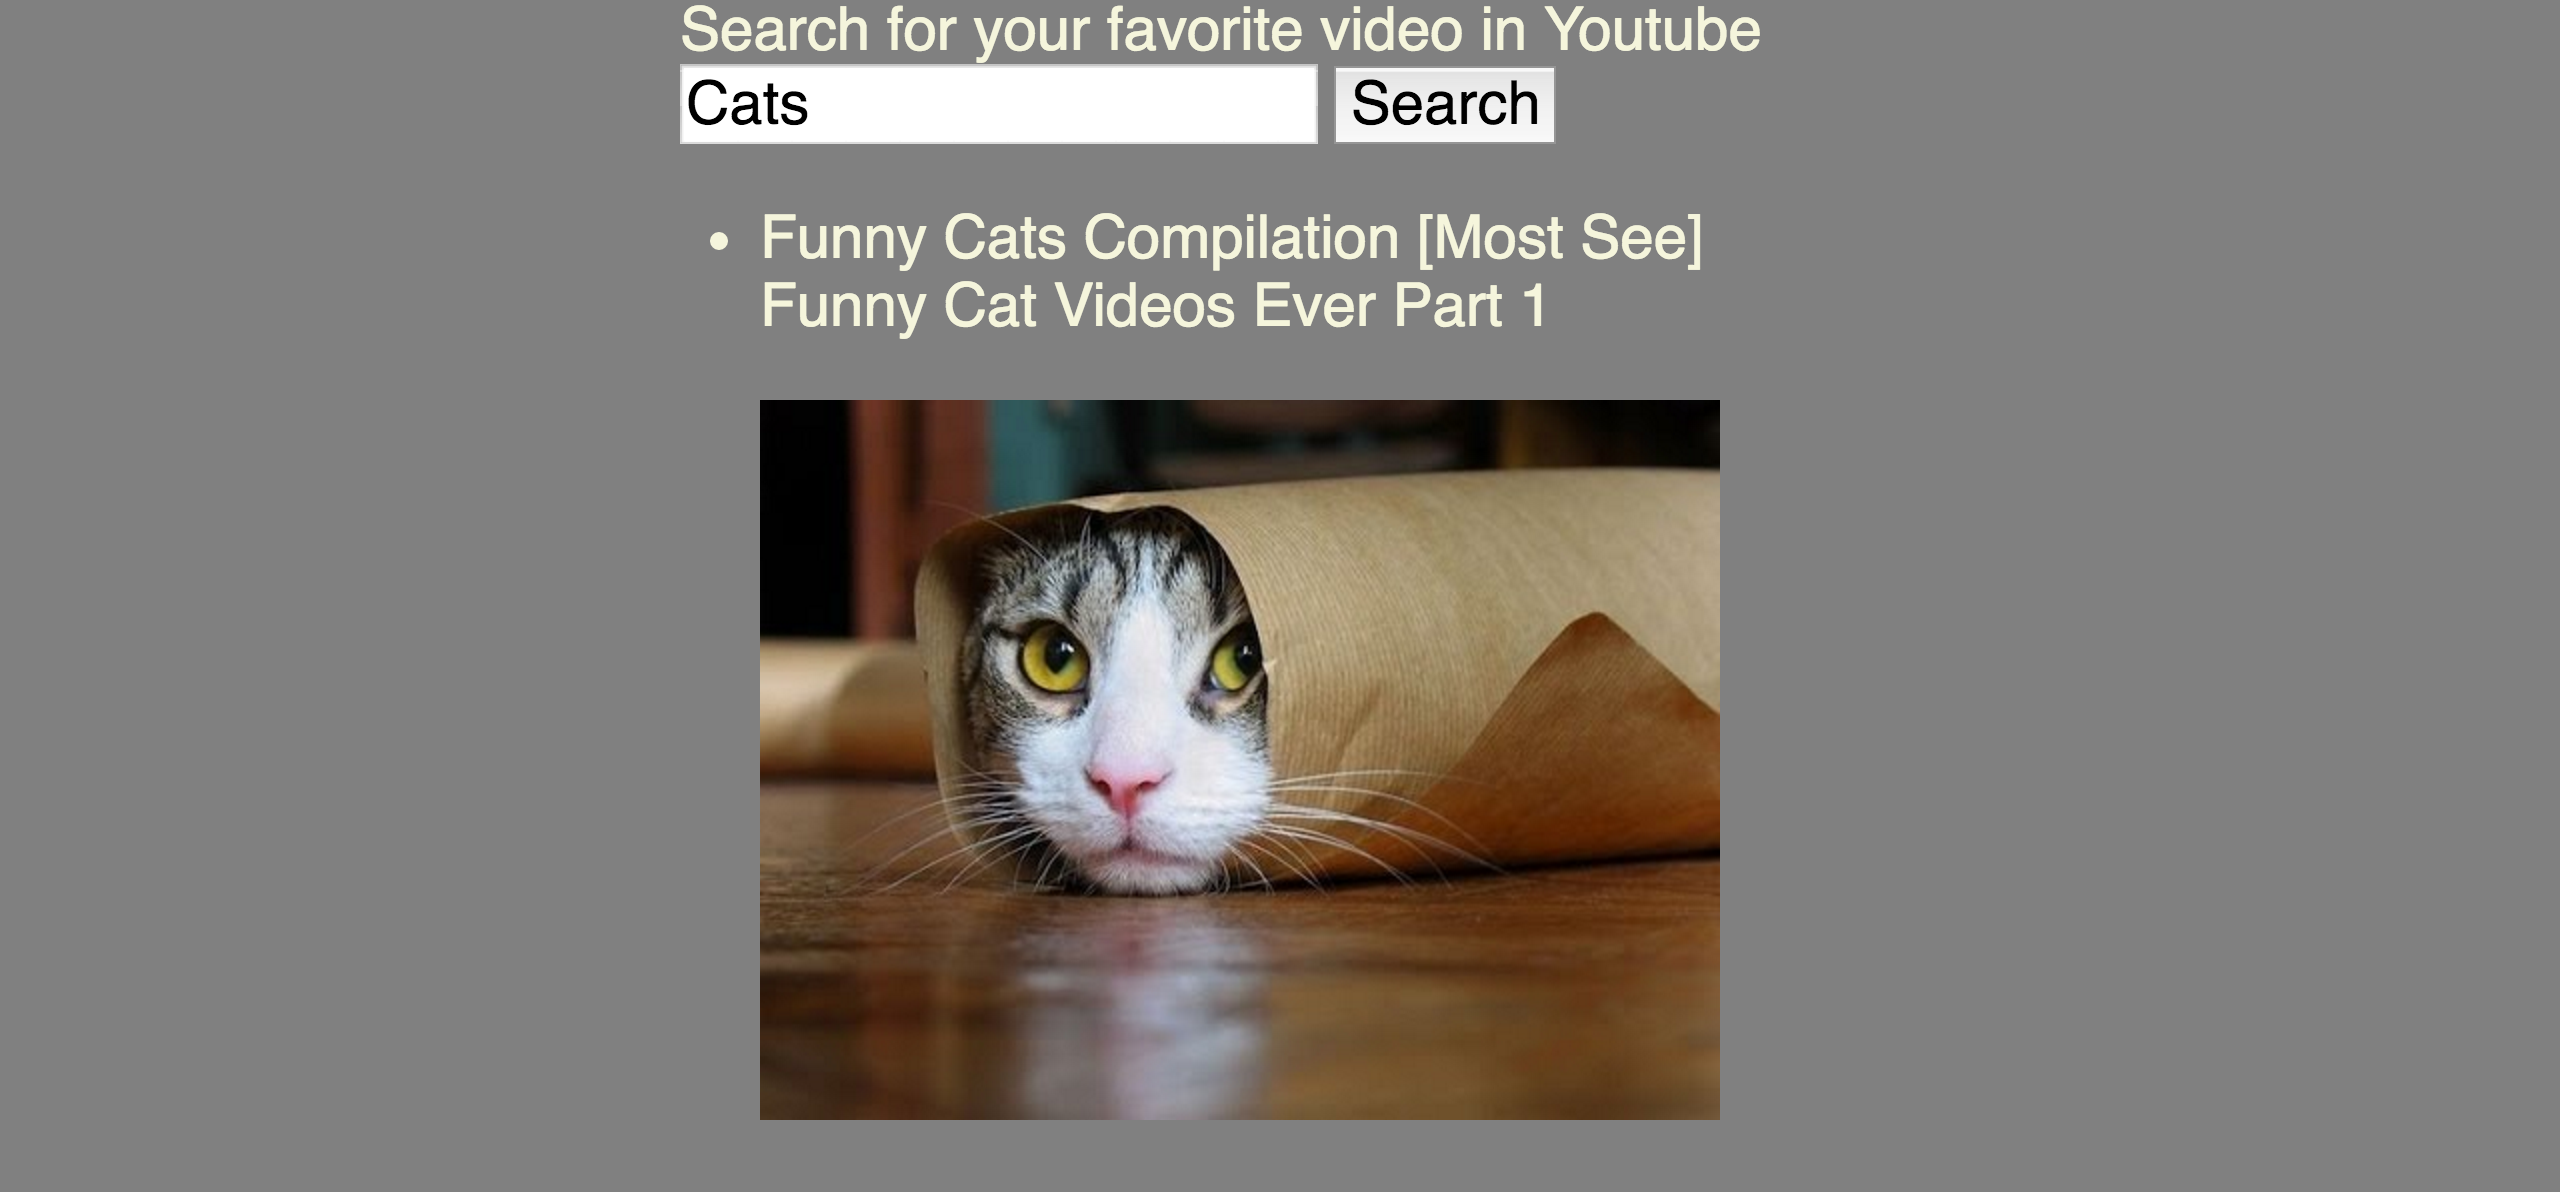 Search for your favorite video in Youtube
Cats
Search
Funny Cats Compilation [Most See]
Funny Cat Videos Ever Part 1